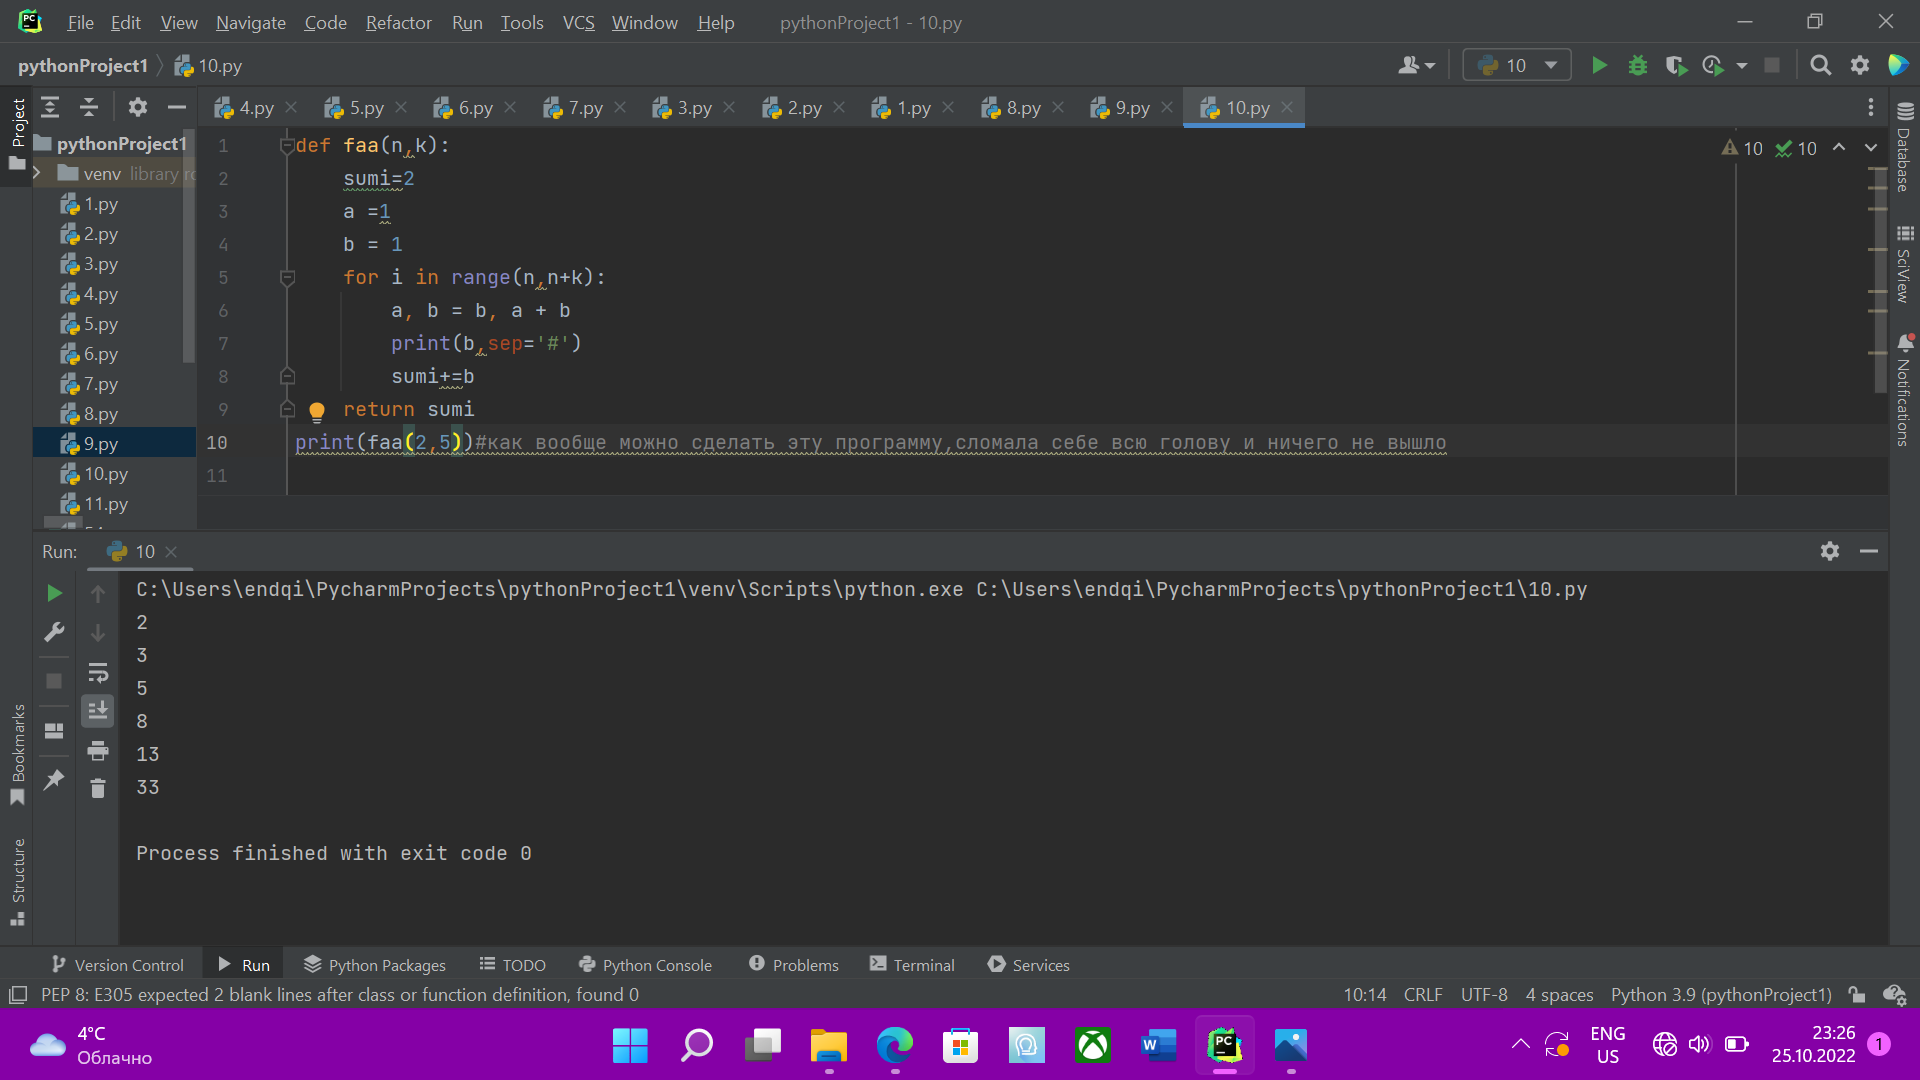 File Edit View Navigate Code Refactor Run Tools VCS Window Help pythonProject1 - 10.py
pythonProject1 10.py 10
4.py 5.py 6.py 7.py 3.py 2.py 1.py 8.py 9.py 10.py
Project
pythonProject1
venv library
1.py
2.py
3.py
4.py
5.py
6.py
7.py
8.py
9.py
10.py
11.py
10 10
1 def faa(n,k):
2 sumi=2
3 a =1
4 b = 1
5 for i in range(n,n+k):
6 a, b = b, a + b
7 print(b,sep='#')
8 sumi+=b
9 return sumi
10 print(faa(2,5))#как вообще можно сделать эту программу,сломала себе всю голову и ничего не вышло
11
Database
SciView
Notifications
Run: 10
C:\Users\endqi\PycharmProjects\pythonProject1\venv\Scripts\python.exe C:\Users\endqi\PycharmProjects\pythonProject1\10.py
2
3
5
8
13
33
Process finished with exit code 0
Bookmarks
Structure
Version Control Run Python Packages TODO Python Console Problems Terminal Services
PEP 8: E305 expected 2 blank lines after class or function definition, found 0 10:14 CRLF UTF-8 4 spaces Python 3.9 (pythonProject1)
4°C
Облачно
PC
W
ENG
US
23:26
25.10.2022
1